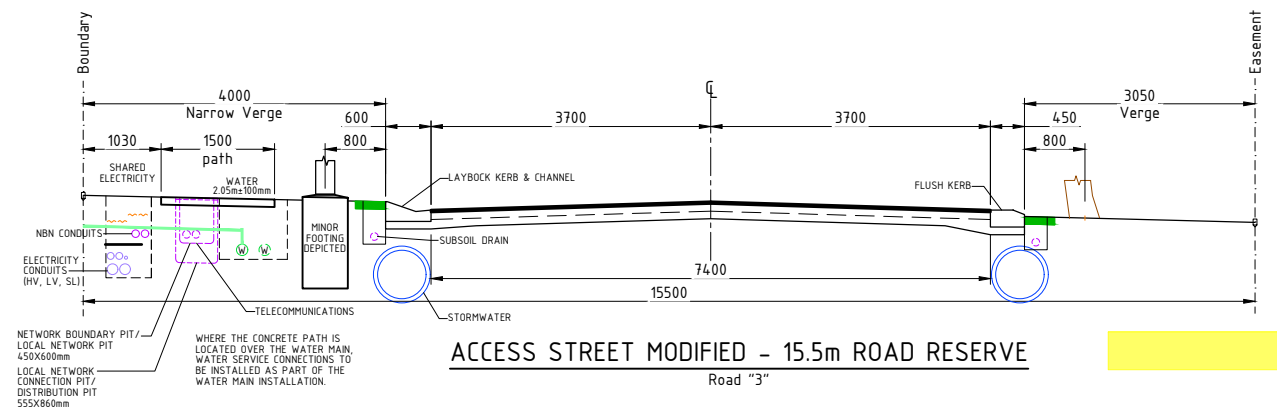 Boundary
Easement
4000
Narrow Verge
℄
3050
Verge
600
3700
3700
450
1030
1500
path
800
800
SHARED
ELECTRICITY
WATER
2.05m±100mm
LAYBOCK KERB & CHANNEL
FLUSH KERB
NBN CONDUITS
MINOR
FOOTING
DEPICTED
SUBSOIL DRAIN
W W
ELECTRICITY
CONDUITS
(HV, LV, SL)
7400
15500
TELECOMMUNICATIONS
STORMWATER
NETWORK BOUNDARY PIT/
LOCAL NETWORK PIT
450X600mm
LOCAL NETWORK
CONNECTION PIT/
DISTRIBUTION PIT
555X860mm
WHERE THE CONCRETE PATH IS
LOCATED OVER THE WATER MAIN,
WATER SERVICE CONNECTIONS TO
BE INSTALLED AS PART OF THE
WATER MAIN INSTALLATION.
ACCESS STREET MODIFIED - 15.5m ROAD RESERVE
Road "3"